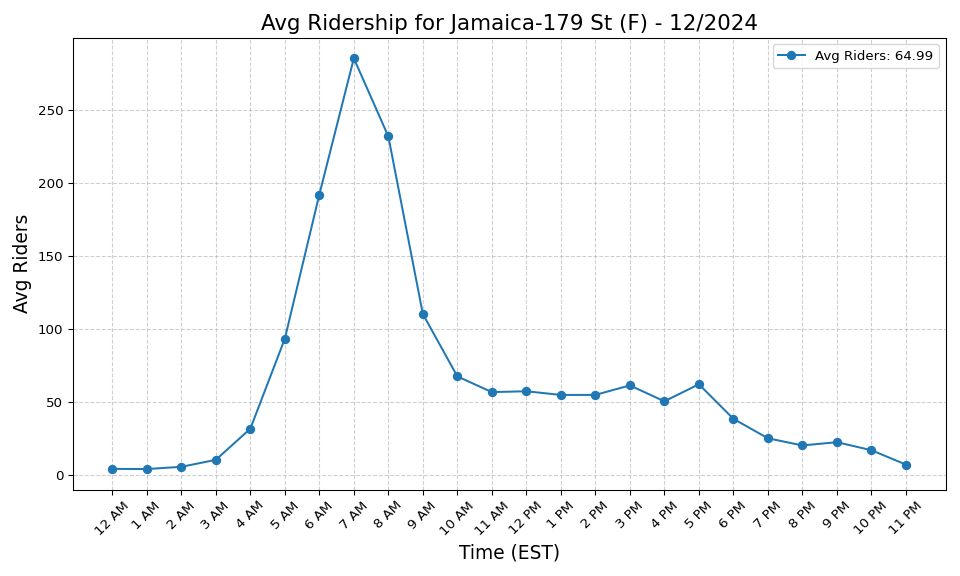 Avg Ridership for Jamaica-179 St (F) - 12/2024
Avg Riders: 64.99
Avg Riders
250
200
150
100
50
0
12 AM
1 AM
2 AM
3 AM
4 AM
5 AM
6 AM
7 AM
8 AM
9 AM
10 AM
11 AM
12 PM
1 PM
2 PM
3 PM
4 PM
5 PM
6 PM
7 PM
8 PM
9 PM
10 PM
11 PM
Time (EST)